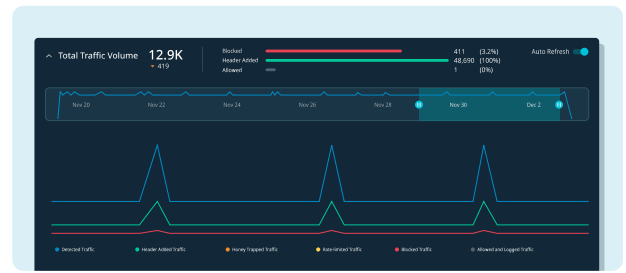 Total Traffic Volume
12.9K
419
Blocked 411 (3.2%)
Header Added 48,690 (100%)
Allowed 1 (0%)
Auto Refresh
Nov 20 Nov 22 Nov 24 Nov 26 Nov 28 Nov 30 Dec 2
Detected Traffic Header Added Traffic Honey Trapped Traffic Rate-limited Traffic Blocked Traffic Allowed and Logged Traffic